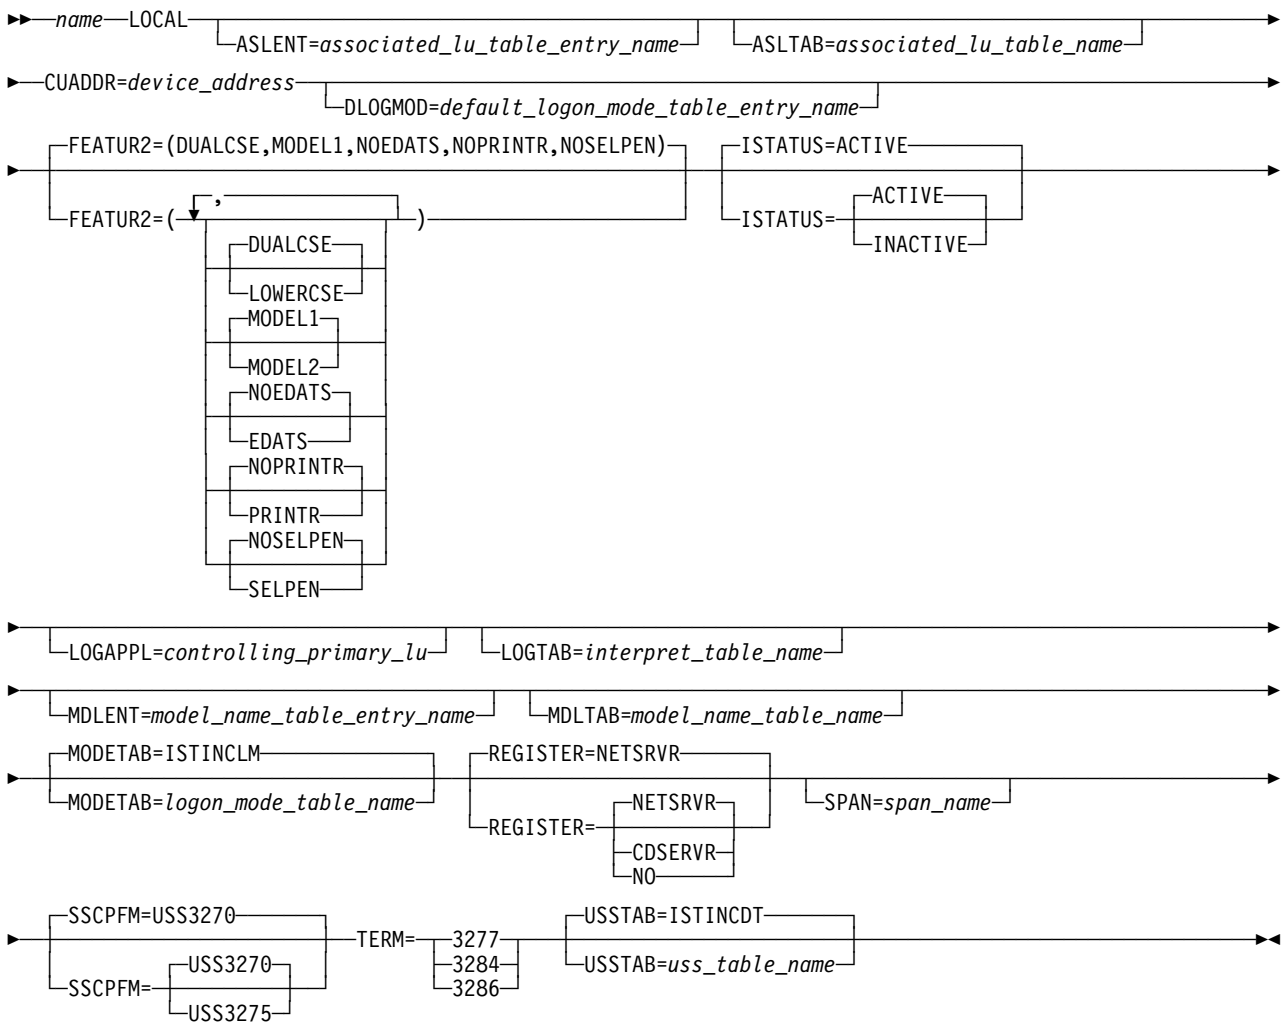 name LOCAL
ASLENT=associated_lu_table_entry_name ASLTAB=associated_lu_table_name
CUADDR=device_address
DLOGMOD=default_logon_mode_table_entry_name
FEATUR2=(DUALCSE,MODEL1,NOEDATS,NOPRINTR,NOSELPEN) ISTATUS=ACTIVE
, ACTIVE
FEATUR2=( ) ISTATUS=
DUALCSE INACTIVE
LOWERCSE
MODEL1
MODEL2
NOEDATS
EDATS
NOPRINTR
PRINTR
NOSELPEN
SELPEN
LOGAPPL=controlling_primary_lu LOGTAB=interpret_table_name
MDLENT=model_name_table_entry_name MDLTAB=model_name_table_name
MODETAB=ISTINCLM REGISTER=NETSRVR
MODETAB=logon_mode_table_name NETSRVR SPAN=span_name
REGISTER=
CDSERVR
NO
SSCPFM=USS3270 USSTAB=ISTINCDT
TERM= 3277
USS3270 3284 USSTAB=uss_table_name
SSCPFM= 3286
USS3275